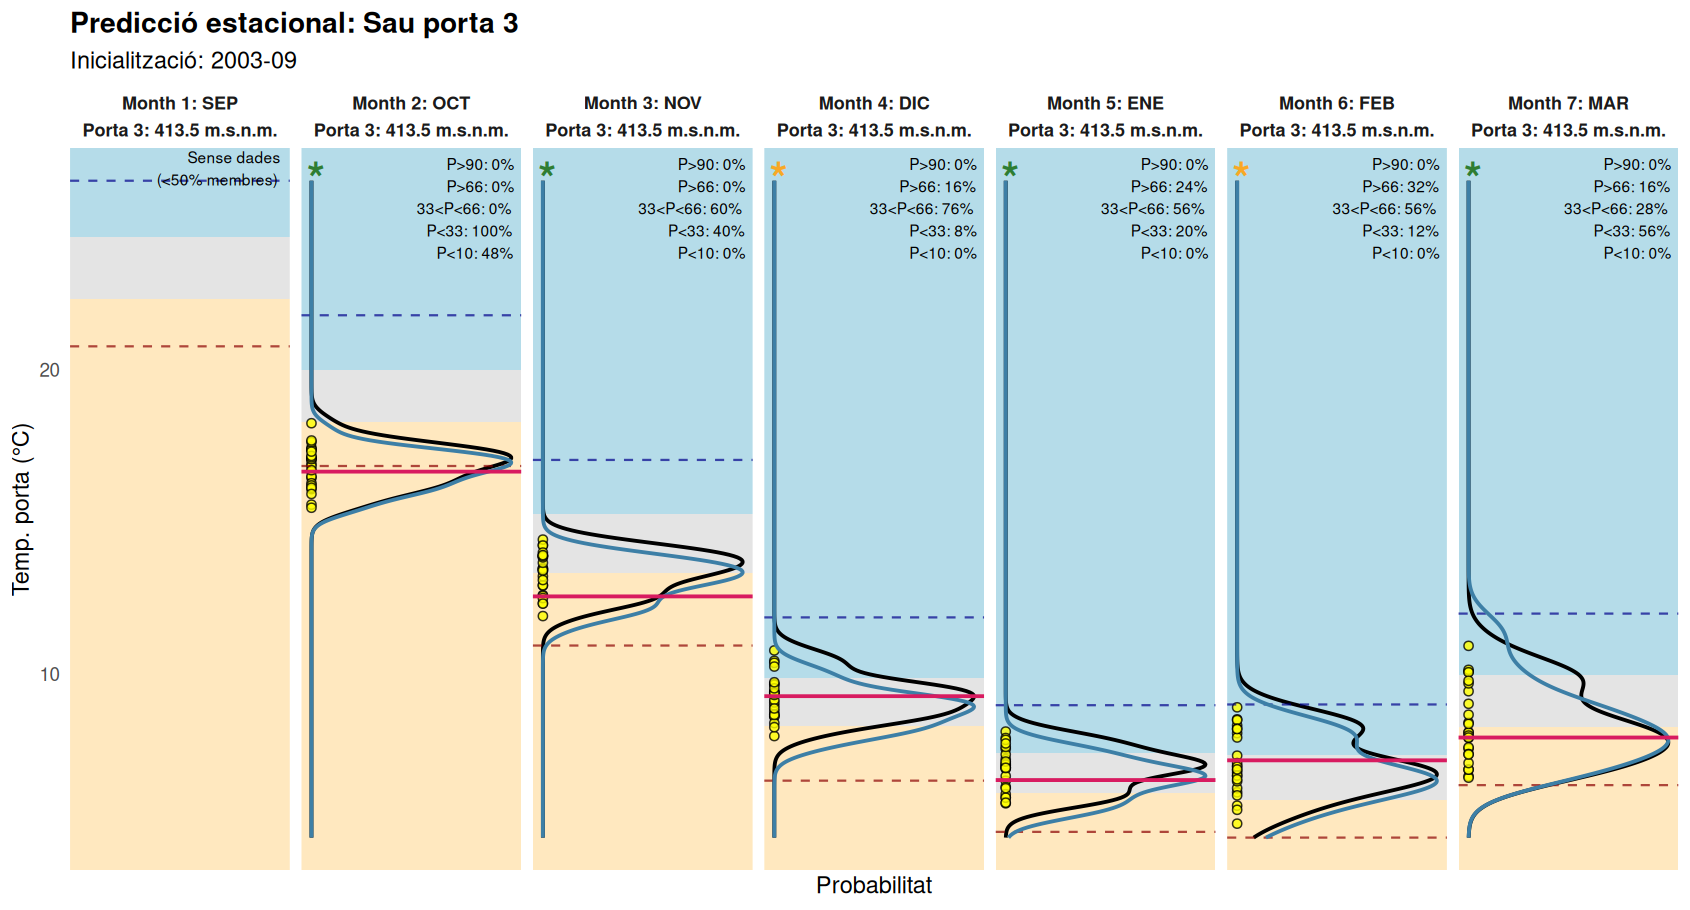 Predicció estacional: Sau porta 3
Inicialització: 2003-09
Month 1: SEP
Porta 3: 413.5 m.s.n.m.
Month 2: OCT
Porta 3: 413.5 m.s.n.m.
Month 3: NOV
Porta 3: 413.5 m.s.n.m.
Month 4: DIC
Porta 3: 413.5 m.s.n.m.
Month 5: ENE
Porta 3: 413.5 m.s.n.m.
Month 6: FEB
Porta 3: 413.5 m.s.n.m.
Month 7: MAR
Porta 3: 413.5 m.s.n.m.
Sense dades
(<50% membres)
*
P>90: 0%
P>66: 0%
33<P<66: 0%
P<33: 100%
P<10: 48%
*
P>90: 0%
P>66: 0%
33<P<66: 60%
P<33: 40%
P<10: 0%
*
P>90: 0%
P>66: 16%
33<P<66: 76%
P<33: 8%
P<10: 0%
*
P>90: 0%
P>66: 24%
33<P<66: 56%
P<33: 20%
P<10: 0%
*
P>90: 0%
P>66: 32%
33<P<66: 56%
P<33: 12%
P<10: 0%
*
P>90: 0%
P>66: 16%
33<P<66: 28%
P<33: 56%
P<10: 0%
20
10
Temp. porta (°C)
Probabilitat